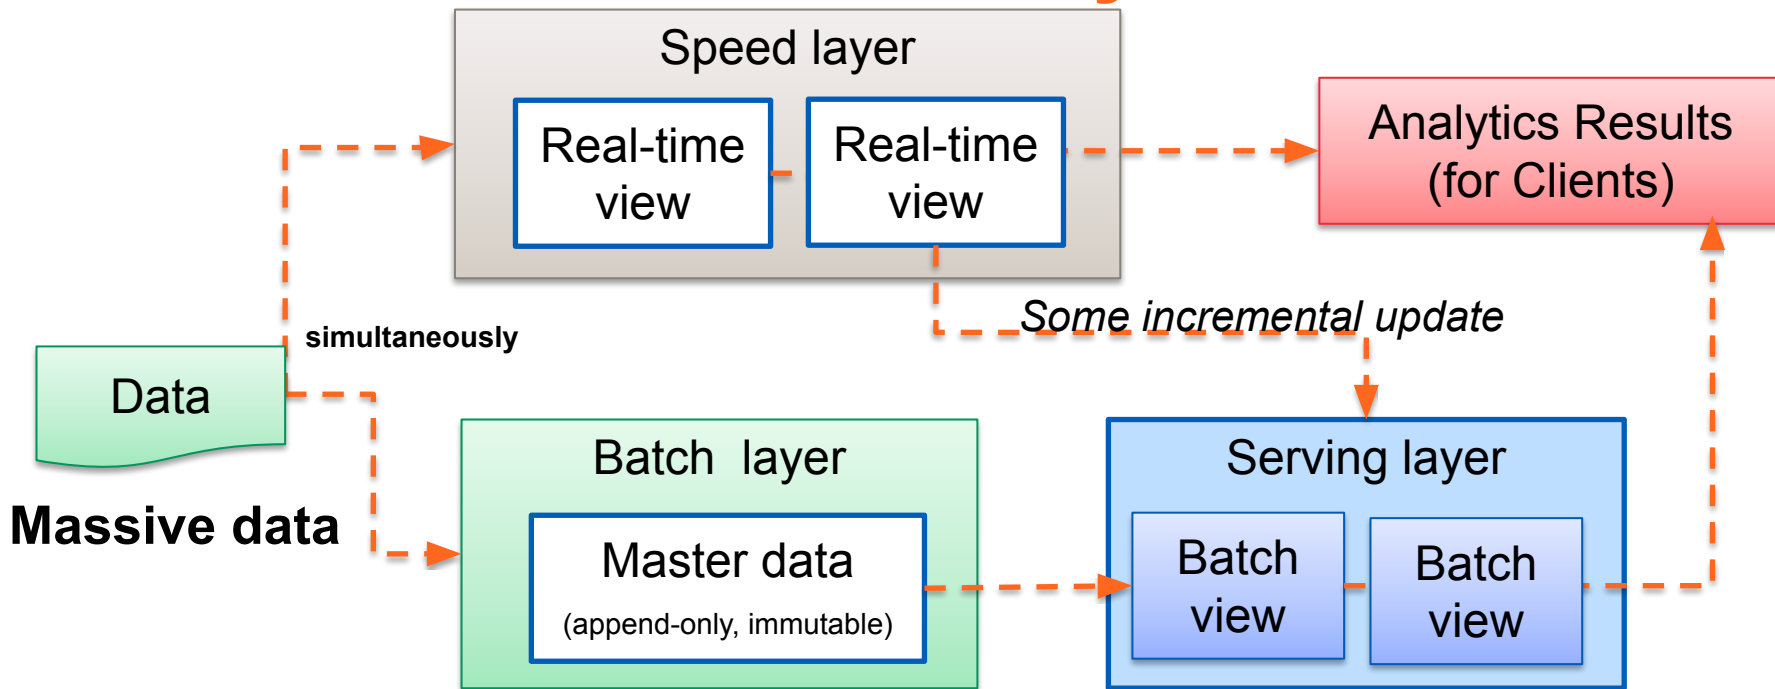 Speed layer
Real-time
view
Real-time
view
Analytics Results
(for Clients)
Some incremental update
simultaneously
Data
Massive data
Batch  layer
Master data
(append-only, immutable)
Serving layer
Batch
view
Batch
view